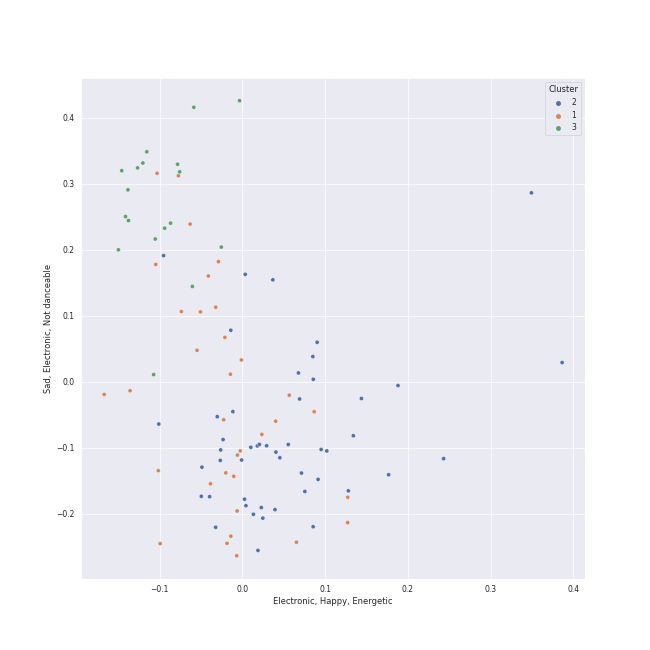 Cluster
2
1
3
0.4
0.3
0.2
0.1
0.0
−0.1
−0.2
Sad, Electronic, Not danceable
−0.1 0.0 0.1 0.2 0.3 0.4
Electronic, Happy, Energetic